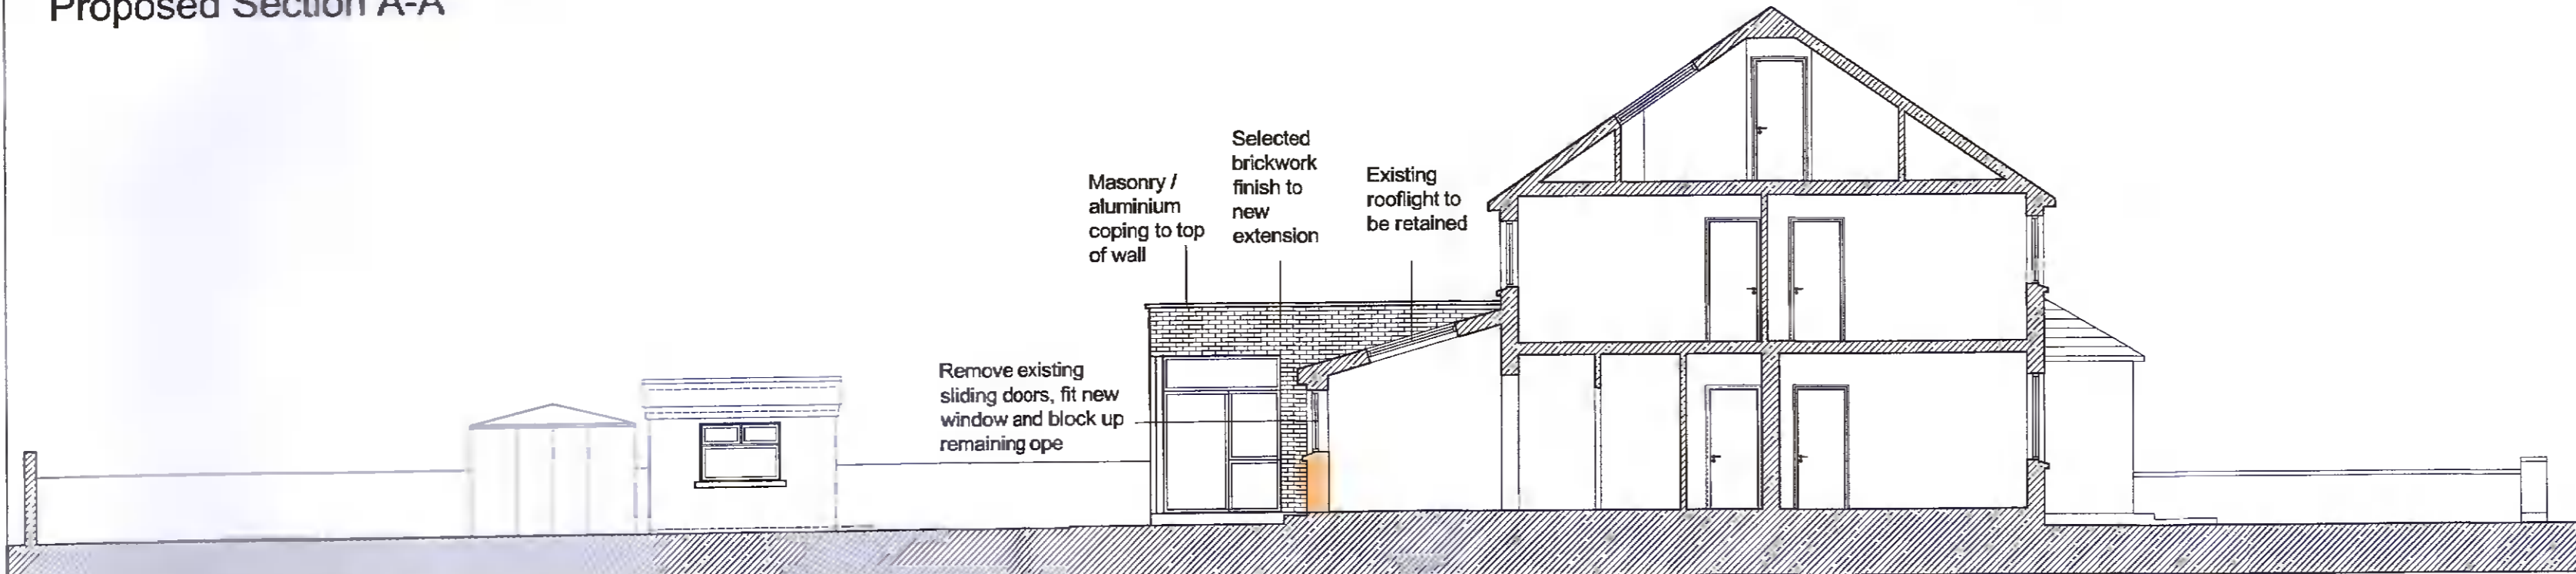 Proposed Section A-A
Masonry /
aluminium
coping to top
of wall
Selected
brickwork
finish to
new
extension
Existing
rooflight to
be retained
Remove existing
sliding doors, fit new
window and block up
remaining ope